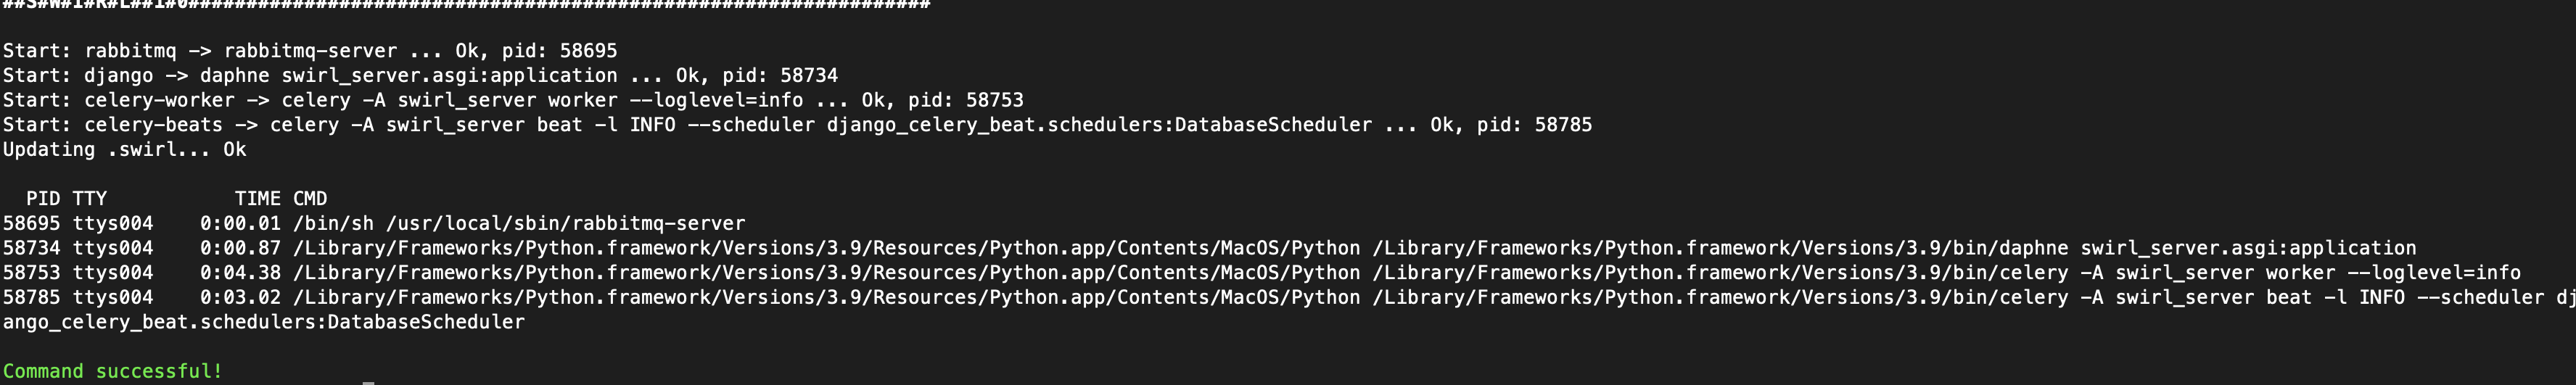 Start: rabbitmq -> rabbitmq-server ... Ok, pid: 58695
Start: django -> daphne swirl_server.asgi:application ... Ok, pid: 58734
Start: celery-worker -> celery -A swirl_server worker --loglevel=info ... Ok, pid: 58753
Start: celery-beats -> celery -A swirl_server beat -l INFO --scheduler django_celery_beat.schedulers:DatabaseScheduler ... Ok, pid: 58785
Updating .swirl... Ok
PID TTY TIME CMD
58695 ttys004 0:00.01 /bin/sh /usr/local/sbin/rabbitmq-server
58734 ttys004 0:00.87 /Library/Frameworks/Python.framework/Versions/3.9/Resources/Python.app/Contents/MacOS/Python /Library/Frameworks/Python.framework/Versions/3.9/bin/daphne swirl_server.asgi:application
58753 ttys004 0:04.38 /Library/Frameworks/Python.framework/Versions/3.9/Resources/Python.app/Contents/MacOS/Python /Library/Frameworks/Python.framework/Versions/3.9/bin/celery -A swirl_server worker --loglevel=info
58785 ttys004 0:03.02 /Library/Frameworks/Python.framework/Versions/3.9/Resources/Python.app/Contents/MacOS/Python /Library/Frameworks/Python.framework/Versions/3.9/bin/celery -A swirl_server beat -l INFO --scheduler dj
ango_celery_beat.schedulers:DatabaseScheduler
Command successful!